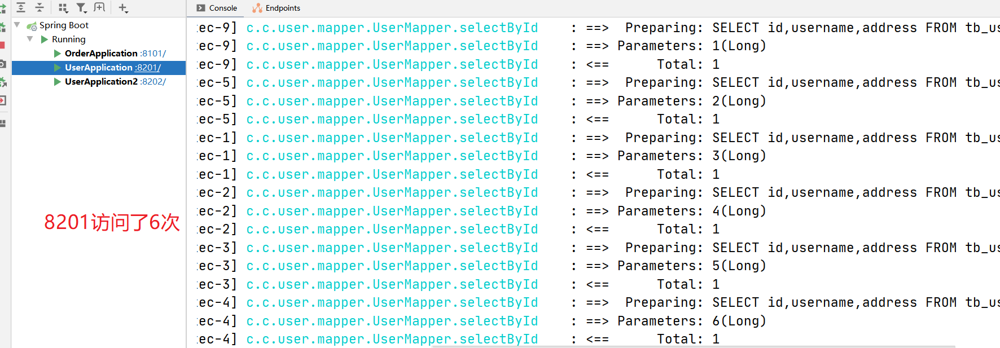 Console
Endpoints
Spring Boot
Running
OrderApplication :8101/
UserApplication :8201/
UserApplication2 :8202/
8201访问了6次
ec-9] c.c.user.mapper.UserMapper.selectById : ==> Preparing: SELECT id,username,address FROM tb_us
ec-9] c.c.user.mapper.UserMapper.selectById : ==> Parameters: 1(Long)
ec-9] c.c.user.mapper.UserMapper.selectById : <== Total: 1
ec-5] c.c.user.mapper.UserMapper.selectById : ==> Preparing: SELECT id,username,address FROM tb_us
ec-5] c.c.user.mapper.UserMapper.selectById : ==> Parameters: 2(Long)
ec-5] c.c.user.mapper.UserMapper.selectById : <== Total: 1
ec-1] c.c.user.mapper.UserMapper.selectById : ==> Preparing: SELECT id,username,address FROM tb_us
ec-1] c.c.user.mapper.UserMapper.selectById : ==> Parameters: 3(Long)
ec-1] c.c.user.mapper.UserMapper.selectById : <== Total: 1
ec-2] c.c.user.mapper.UserMapper.selectById : ==> Preparing: SELECT id,username,address FROM tb_us
ec-2] c.c.user.mapper.UserMapper.selectById : ==> Parameters: 4(Long)
ec-2] c.c.user.mapper.UserMapper.selectById : <== Total: 1
ec-3] c.c.user.mapper.UserMapper.selectById : ==> Preparing: SELECT id,username,address FROM tb_us
ec-3] c.c.user.mapper.UserMapper.selectById : ==> Parameters: 5(Long)
ec-3] c.c.user.mapper.UserMapper.selectById : <== Total: 1
ec-4] c.c.user.mapper.UserMapper.selectById : ==> Preparing: SELECT id,username,address FROM tb_us
ec-4] c.c.user.mapper.UserMapper.selectById : ==> Parameters: 6(Long)
ec-4] c.c.user.mapper.UserMapper.selectById : <== Total: 1